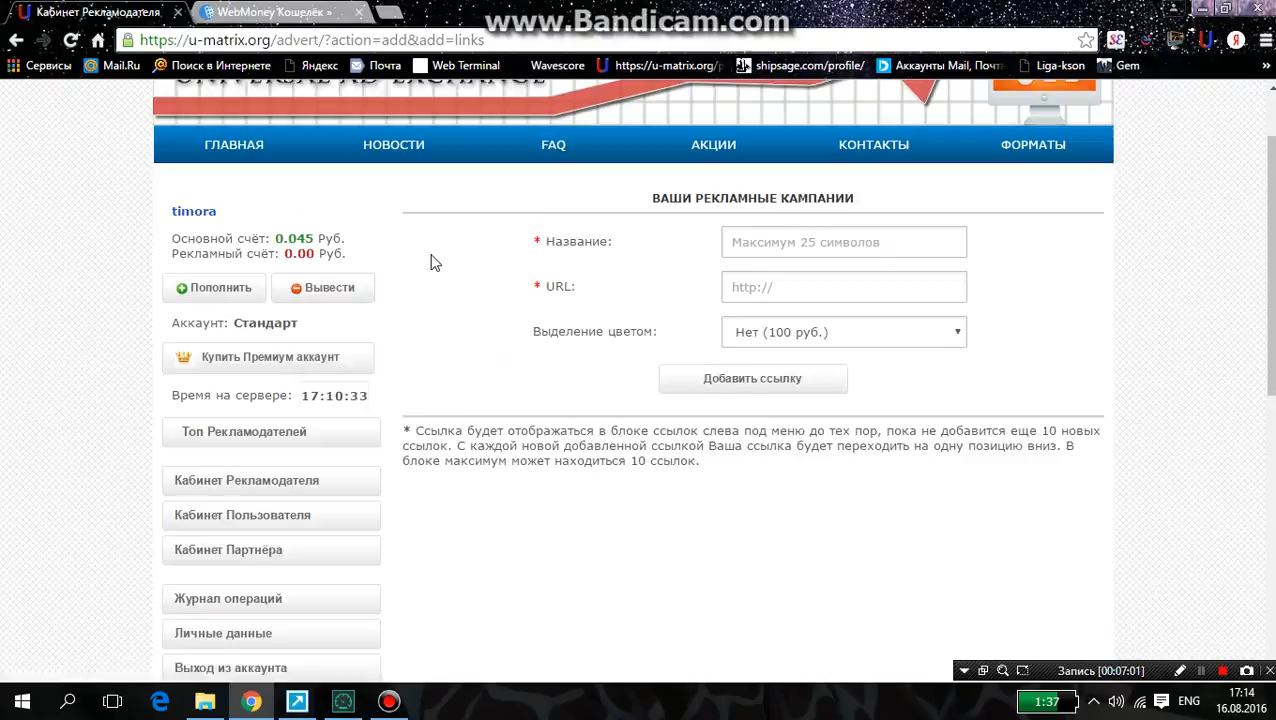 Кабинет Рекламодателя
WebMoney Кошелёк »
www.Bandicam.com
https://u-matrix.org/advert/?action=add&add=links
Сервисы
Mail.Ru
Поиск в Интернете
Яндекс
Почта
Web Terminal
Wavescore
https://u-matrix.org/p
shipsage.com/profile/
Аккаунты Mail, Почта
Liga-kson
Gem
UNIVERSAL AD EXCHANGE
ГЛАВНАЯ
НОВОСТИ
FAQ
АКЦИИ
КОНТАКТЫ
ФОРМАТЫ
timora
Основной счёт: 0.045 Руб.
Рекламный счёт: 0.00 Руб.
Пополнить
Вывести
Аккаунт: Стандарт
Купить Премиум аккаунт
Время на сервере: 17:10:33
Топ Рекламодателей
Кабинет Рекламодателя
Кабинет Пользователя
Кабинет Партнёра
Журнал операций
Личные данные
Выход из аккаунта
ВАШИ РЕКЛАМНЫЕ КАМПАНИИ
* Название:
Максимум 25 символов
* URL:
http://
Выделение цветом:
Нет (100 руб.)
Добавить ссылку
* Ссылка будет отображаться в блоке ссылок слева под меню до тех пор, пока не добавится еще 10 новых
ссылок. С каждой новой добавленной ссылкой Ваша ссылка будет переходить на одну позицию вниз. В
блоке максимум может находиться 10 ссылок.
Запись [00:07:01]
1:37
ENG
17:14
16.08.2016